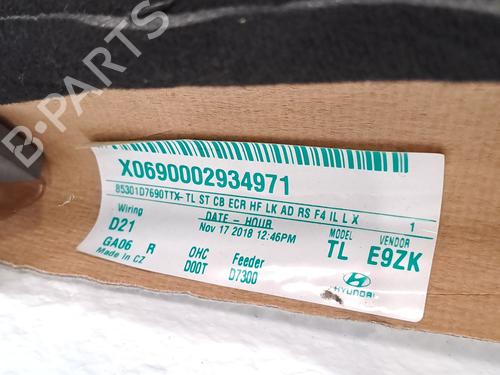 X0690002934971
85301D7690TTX- TL ST CB ECR HF LK AD RS F4 IL L X 1
DATE - HOUR
Nov 17 2018 12:46PM
Wiring
D21
GA06 R
Made in CZ
OHC
D00T
Feeder
D730D
MODEL
TL
VENDOR
E9ZK
HYUNDAI
B-PARTS